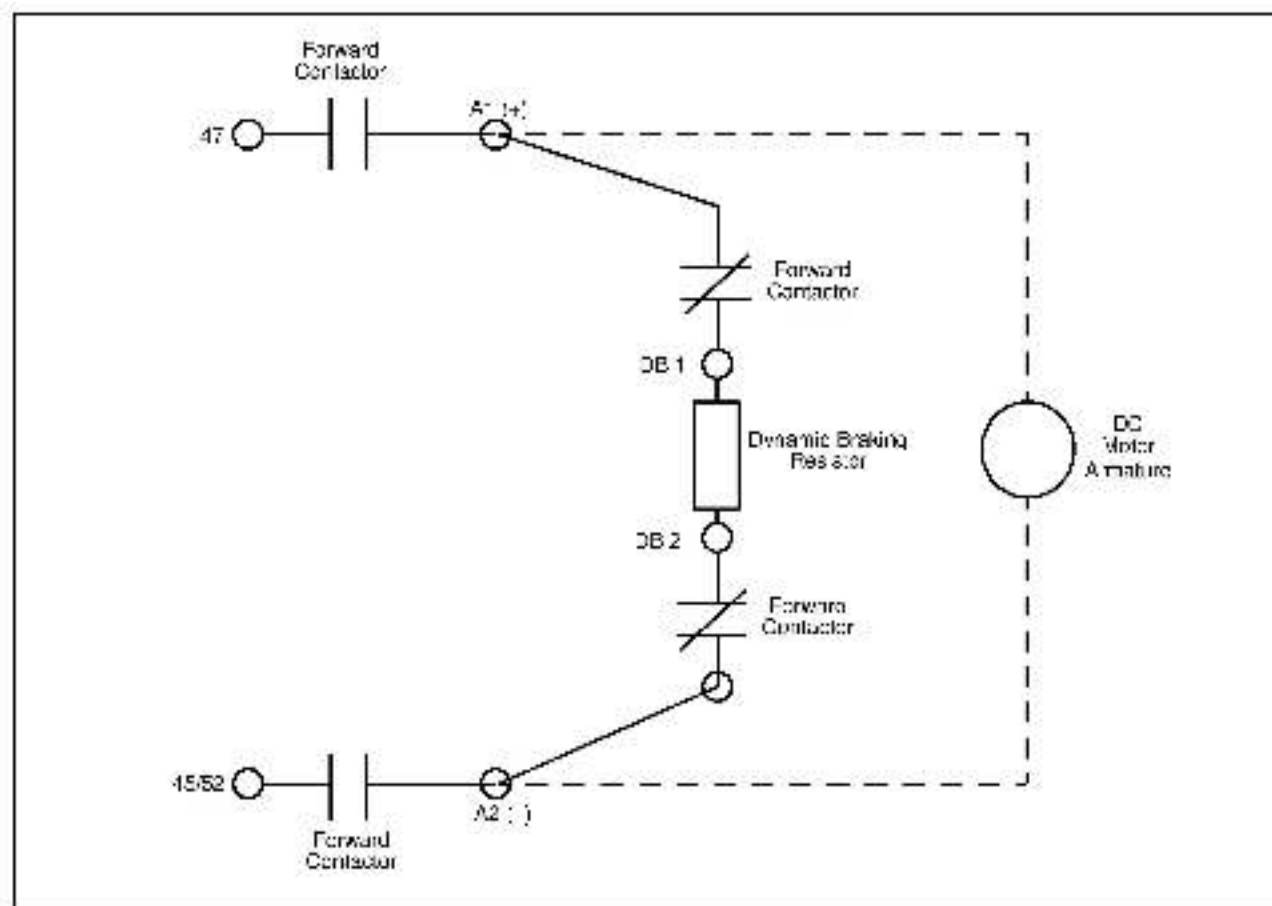 Forward
Contactor
47
A1 (+)
Forward
Contactor
DB 1
Dynamic Braking
Resistor
DC
Motor
Armature
DB 2
Forward
Contactor
45/52
A2 (-)
Forward
Contactor